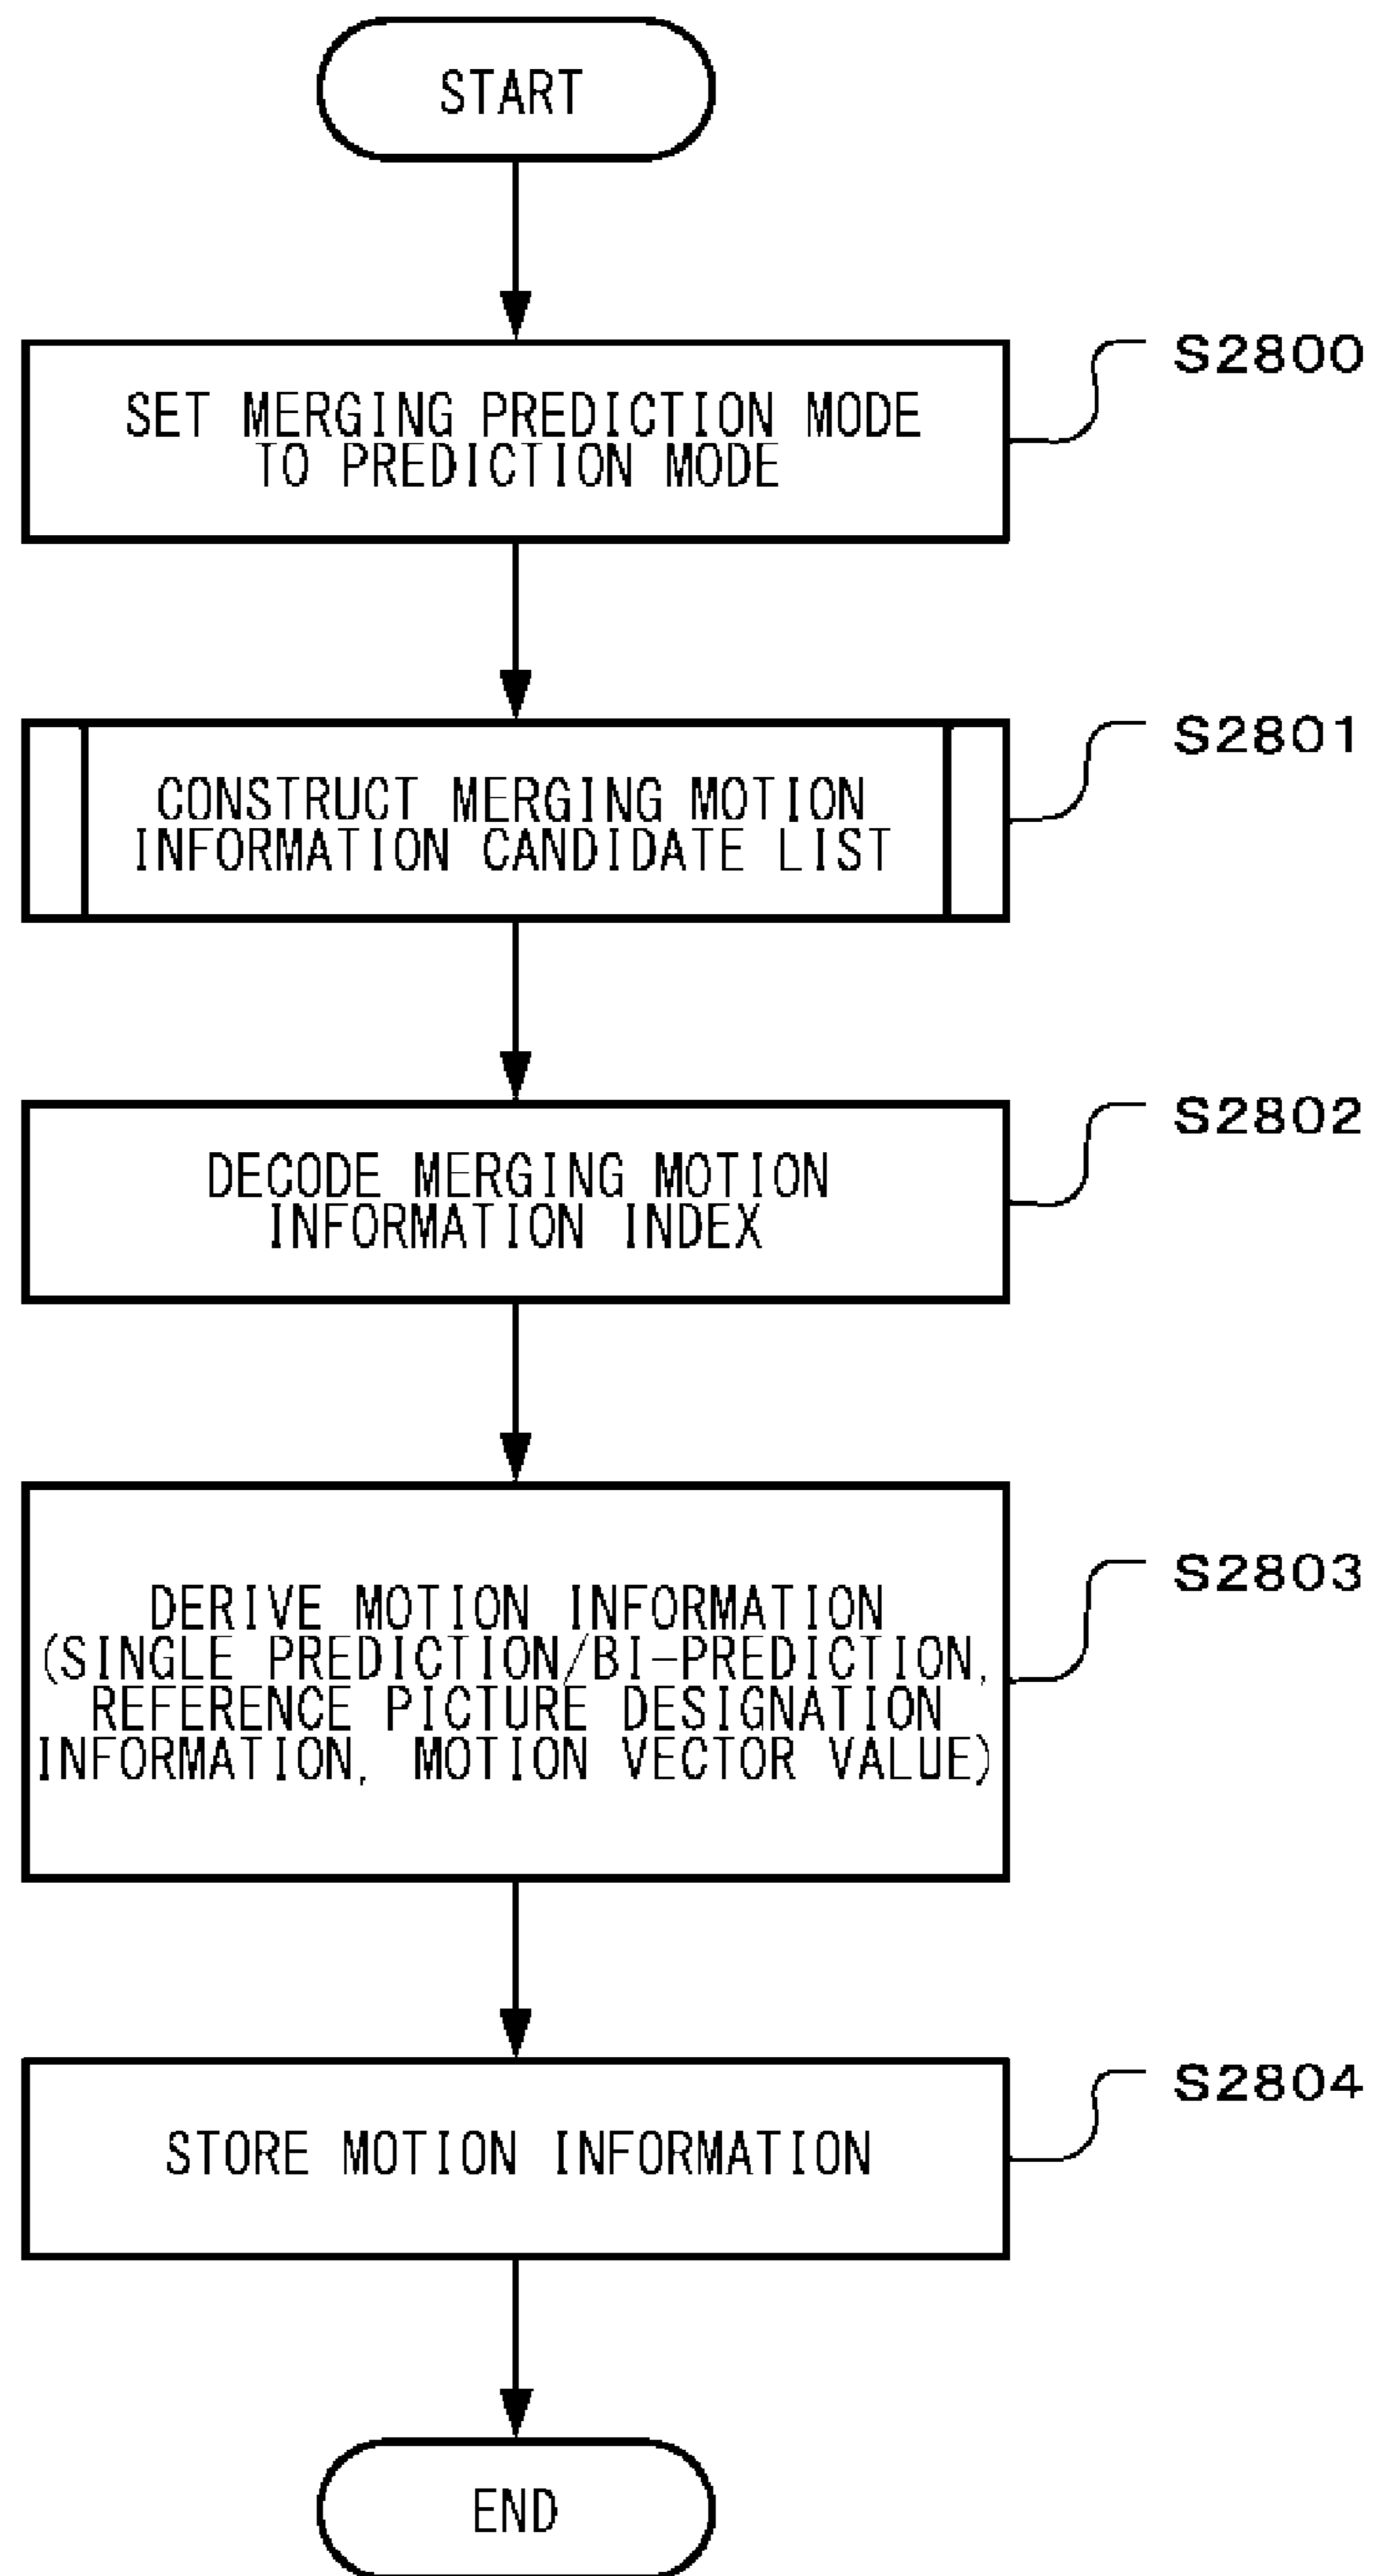 START
S2800
SET MERGING PREDICTION MODE
TO PREDICTION MODE
S2801
CONSTRUCT MERGING MOTION
INFORMATION CANDIDATE LIST
S2802
DECODE MERGING MOTION
INFORMATION INDEX
S2803
DERIVE MOTION INFORMATION
(SINGLE PREDICTION/BI-PREDICTION,
REFERENCE PICTURE DESIGNATION
INFORMATION, MOTION VECTOR VALUE)
S2804
STORE MOTION INFORMATION
END